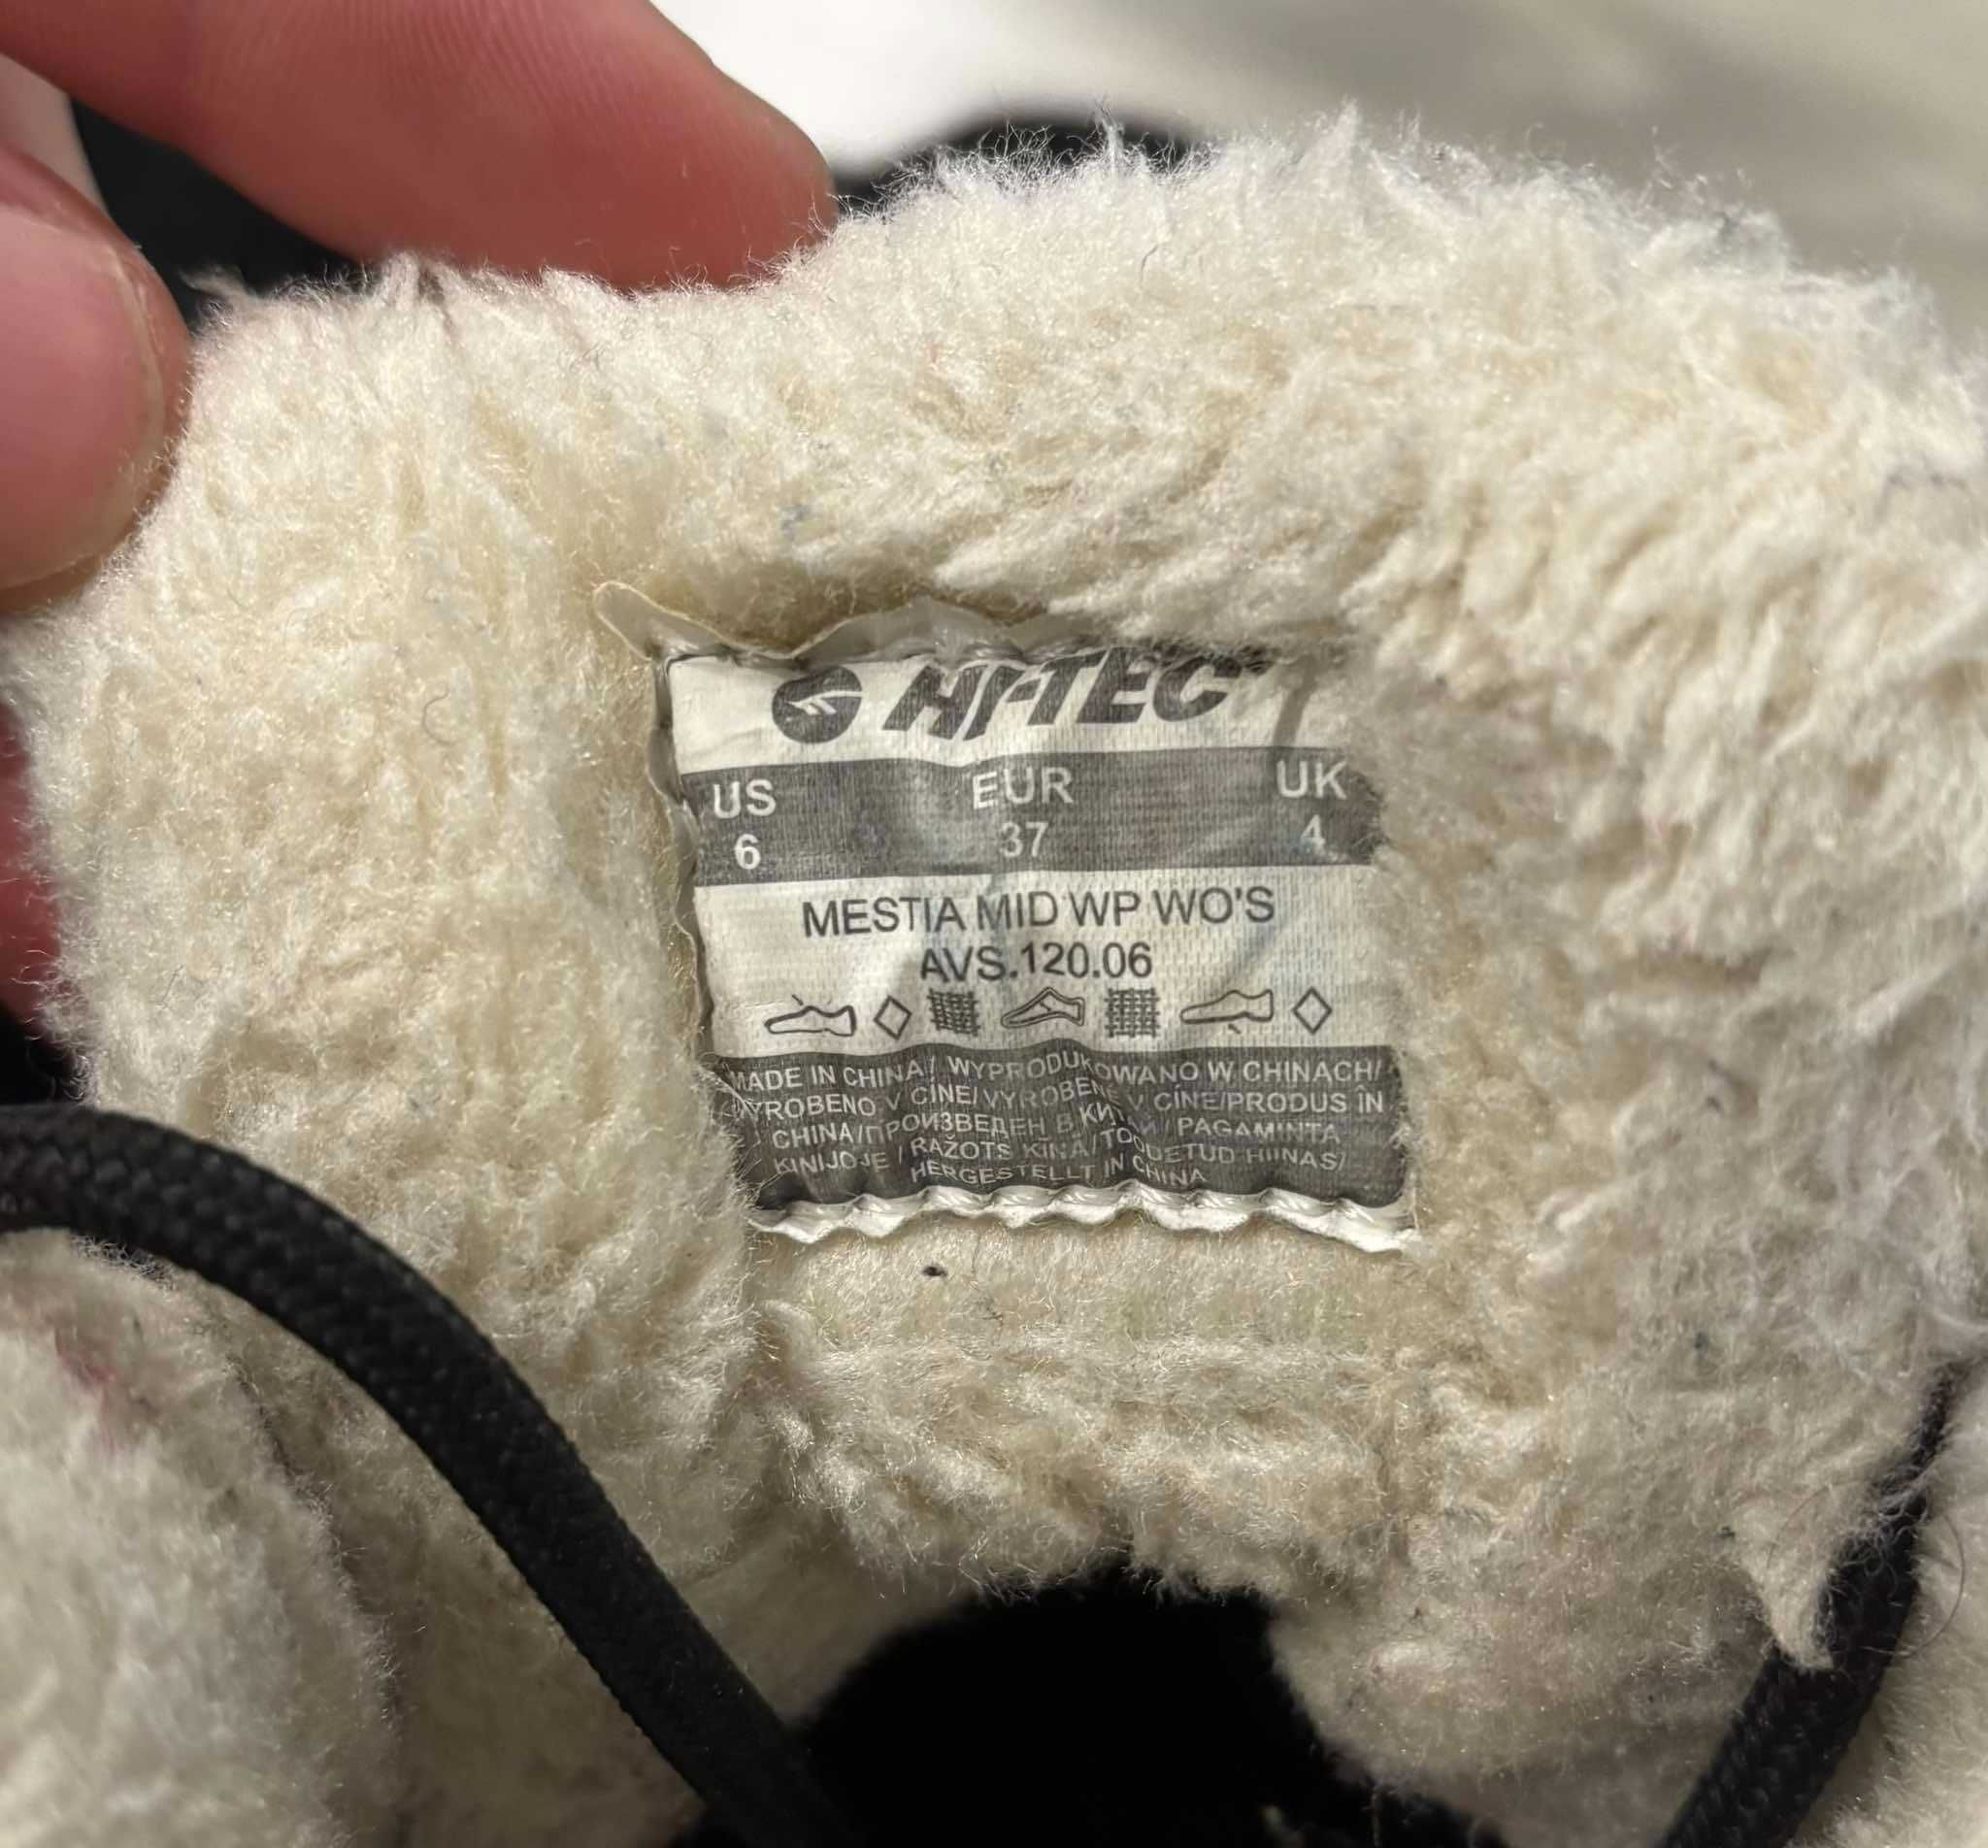 HI-TEC
US EUR UK
6 37 4
MESTIA MID WP WO'S
AVS.120.06
MADE IN CHINA/ WYPRODUKOWANO W CHINACH/
VYROBENO V CÍNE/VYROBENÉ V CÍNE/PRODUS ÎN
CHINA/ПРОИЗВЕДЕН В КИТАЙ/PAGAMINTA
KINIJOJE / RAŽOTS ĶĪNĀ/TOODETUD HIINAS/
HERGESTELLT IN CHINA